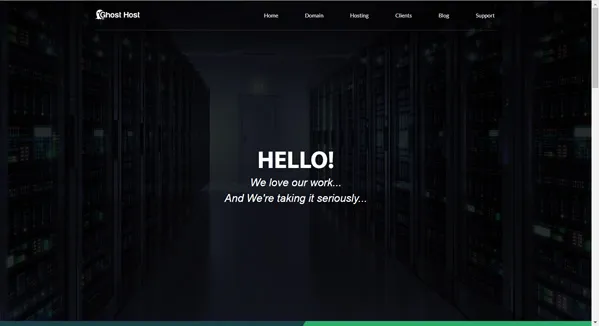 Ghost Host
Home Domain Hosting Clients Blog Support
HELLO!
We love our work...
And We're taking it seriously...